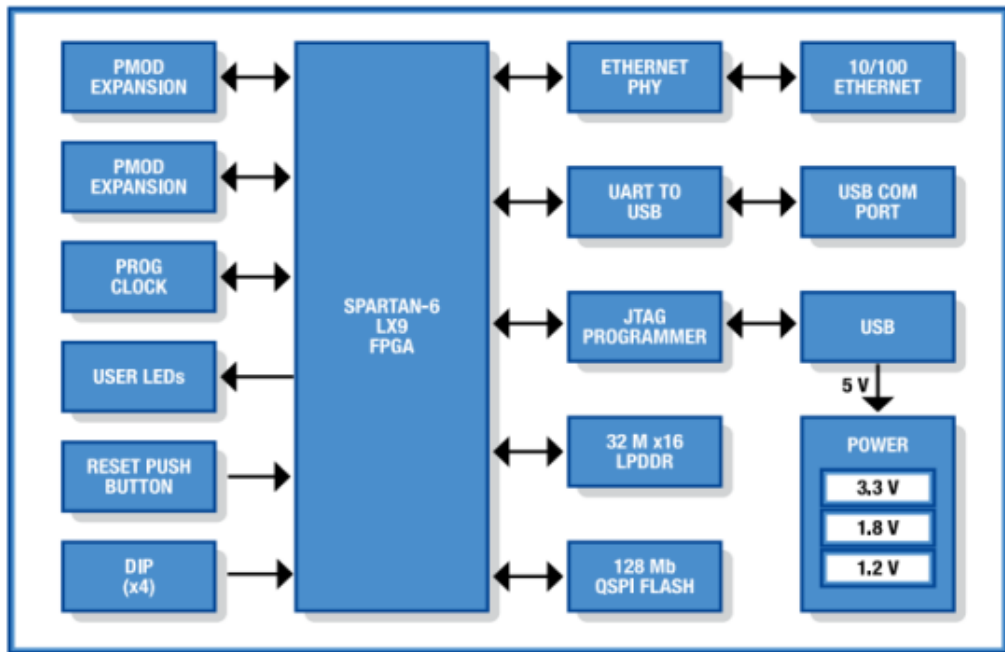 PMOD
EXPANSION
PMOD
EXPANSION
PROG
CLOCK
USER LEDs
RESET PUSH
BUTTON
DIP
(x4)
SPARTAN-6
LX9
FPGA
ETHERNET
PHY
UART TO
USB
JTAG
PROGRAMMER
32 M x16
LPDDR
128 Mb
QSPI FLASH
10/100
ETHERNET
USB COM
PORT
USB
5 V
POWER
3.3 V
1.8 V
1.2 V